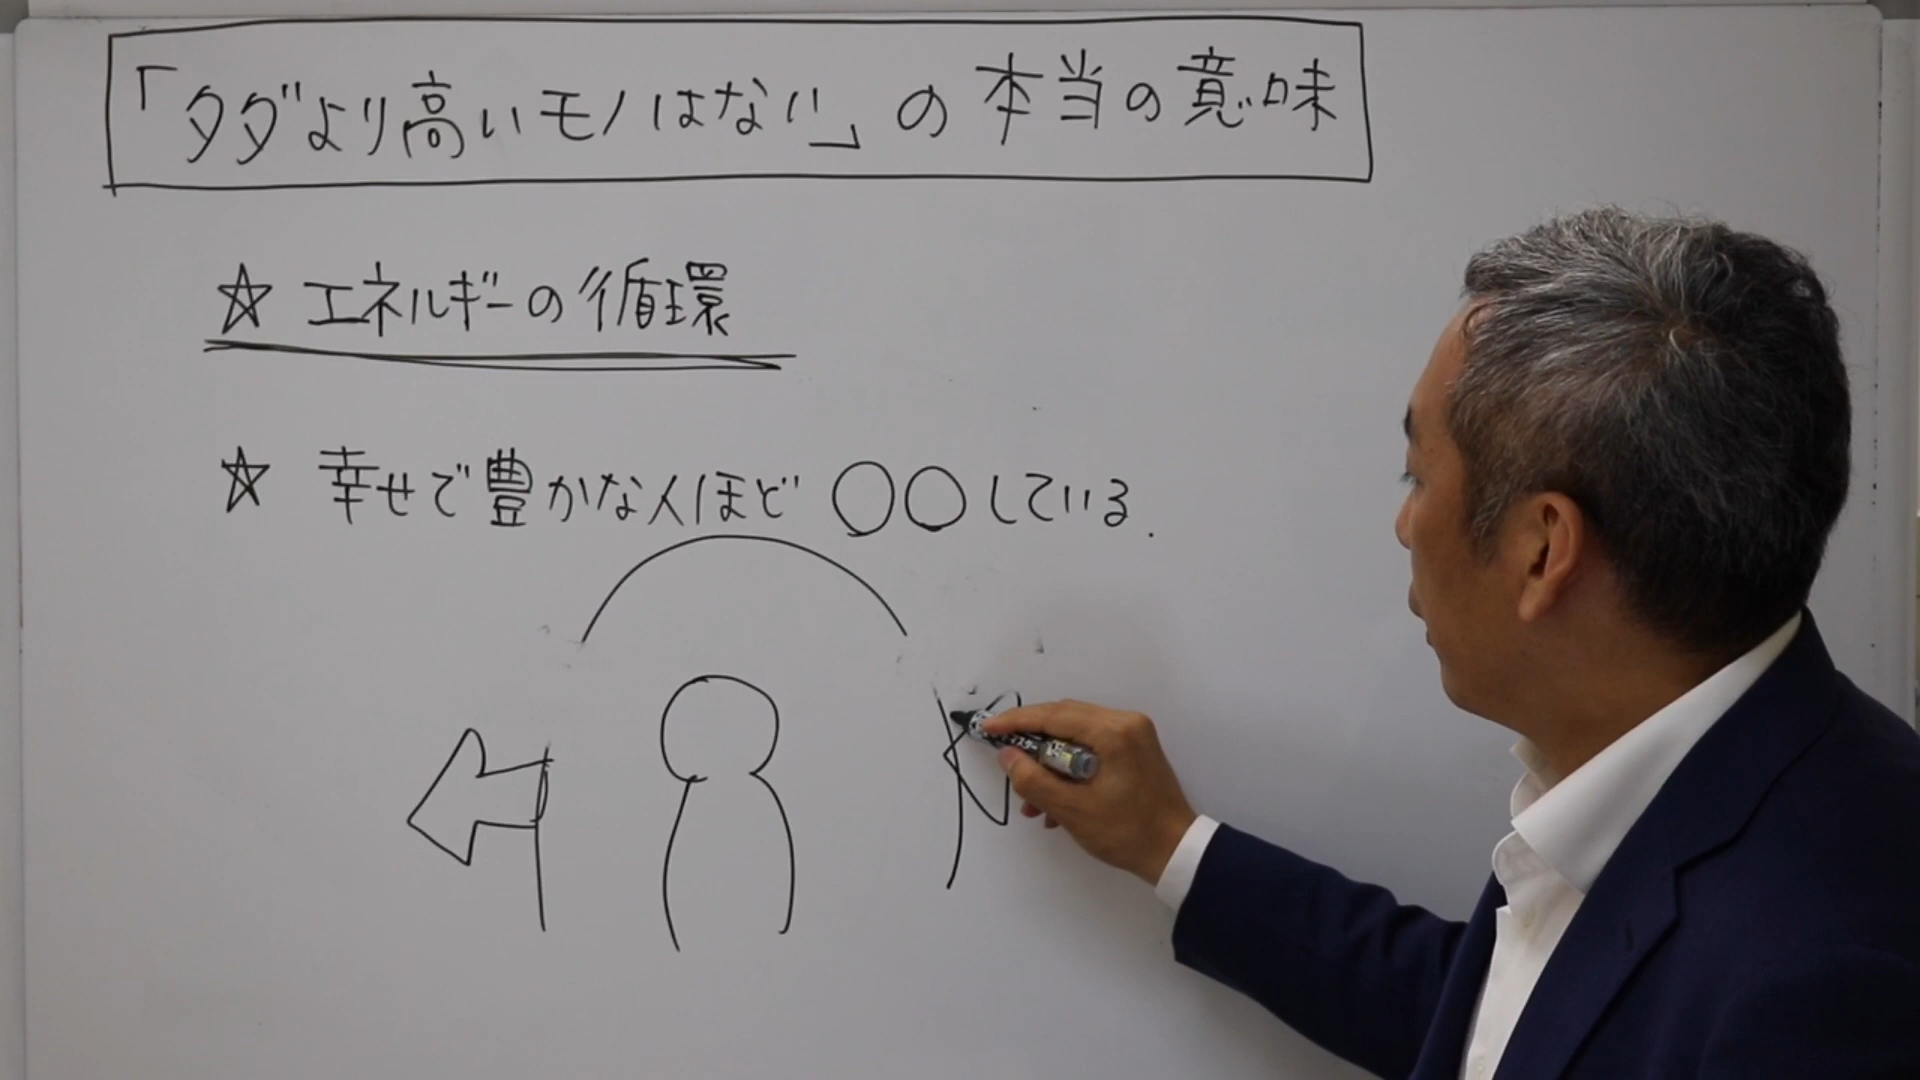 「タダより高いモノはない」の本当の意味
☆ エネルギーの循環
☆ 幸せで豊かな人ほど 〇〇している.